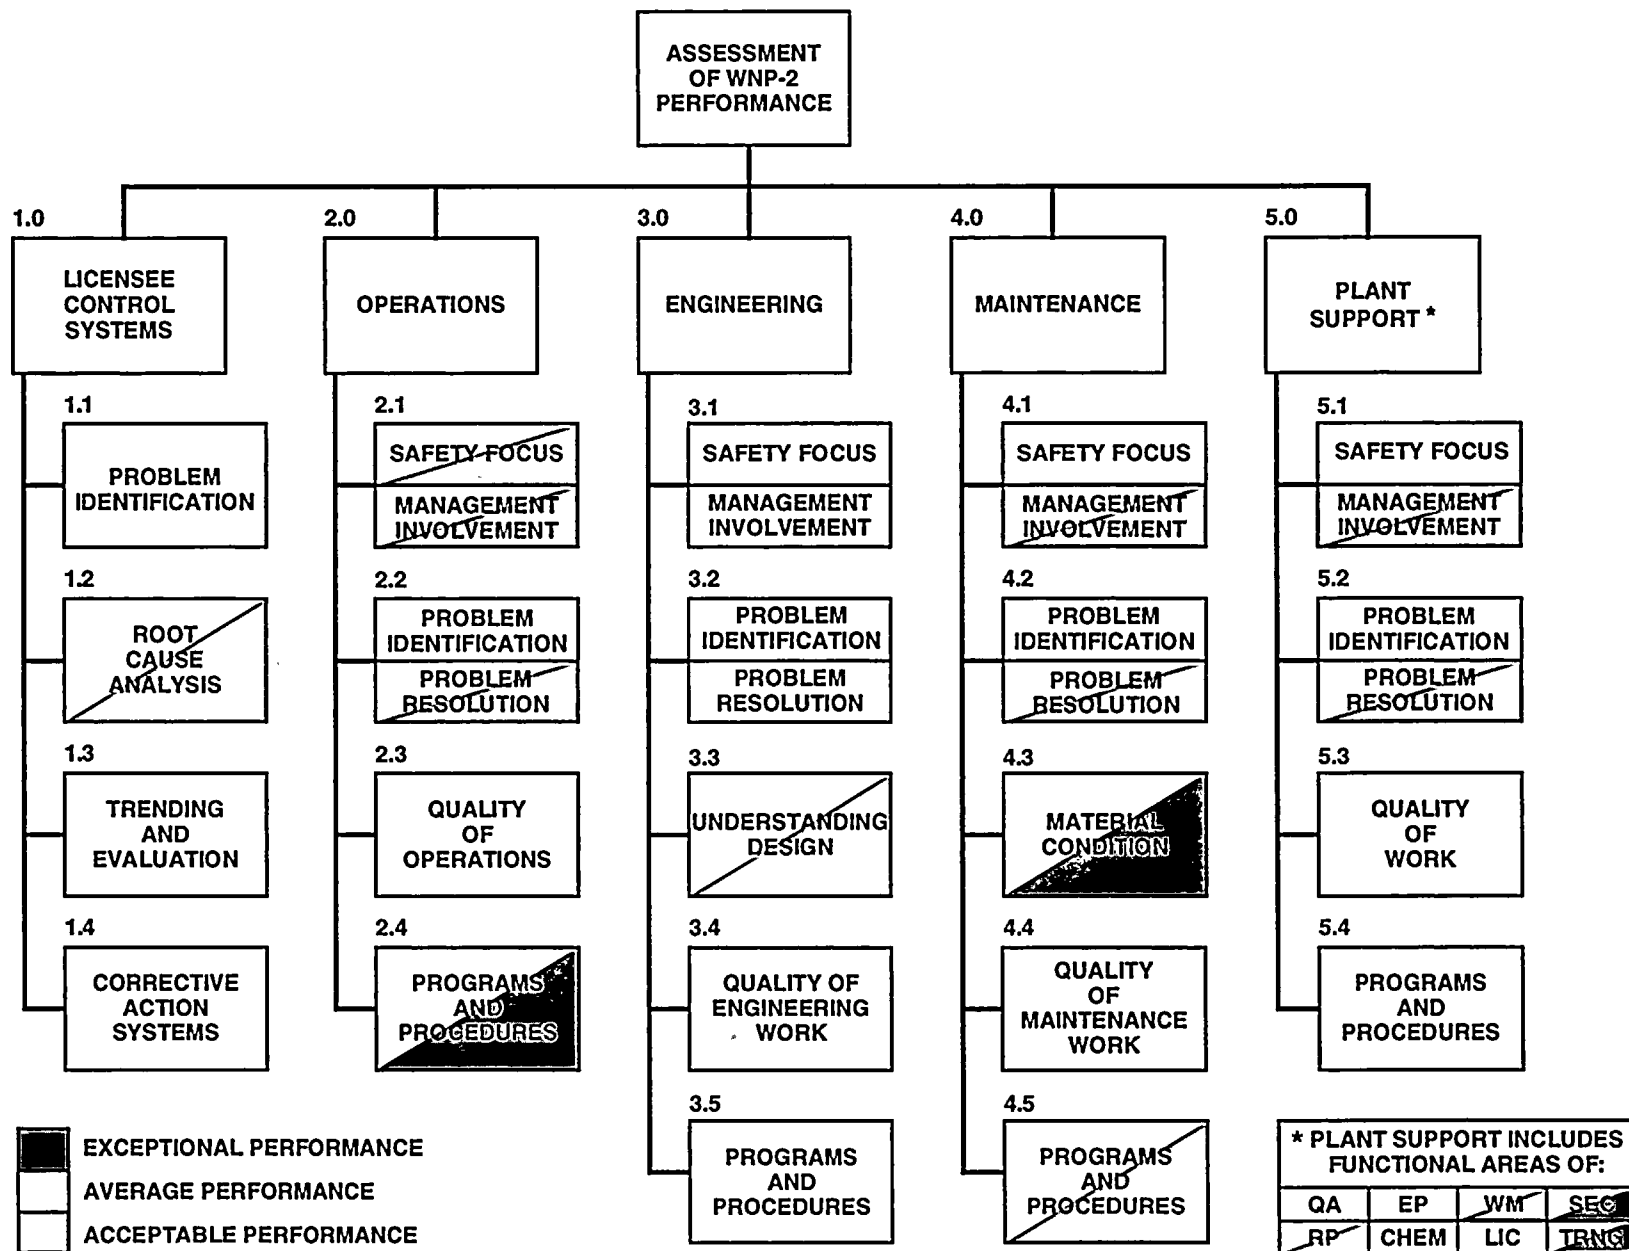 ASSESSMENT
OF WNP-2
PERFORMANCE
1.0
LICENSEE
CONTROL
SYSTEMS
1.1
PROBLEM
IDENTIFICATION
1.2
ROOT
CAUSE
ANALYSIS
1.3
TRENDING
AND
EVALUATION
1.4
CORRECTIVE
ACTION
SYSTEMS
2.0
OPERATIONS
2.1
SAFETY FOCUS
MANAGEMENT
INVOLVEMENT
2.2
PROBLEM
IDENTIFICATION
PROBLEM
RESOLUTION
2.3
QUALITY
OF
OPERATIONS
2.4
PROGRAMS
AND
PROCEDURES
3.0
ENGINEERING
3.1
SAFETY FOCUS
MANAGEMENT
INVOLVEMENT
3.2
PROBLEM
IDENTIFICATION
PROBLEM
RESOLUTION
3.3
UNDERSTANDING
DESIGN
3.4
QUALITY OF
ENGINEERING
WORK
3.5
PROGRAMS
AND
PROCEDURES
4.0
MAINTENANCE
4.1
SAFETY FOCUS
MANAGEMENT
INVOLVEMENT
4.2
PROBLEM
IDENTIFICATION
PROBLEM
RESOLUTION
4.3
MATERIAL
CONDITION
4.4
QUALITY
OF
MAINTENANCE
WORK
4.5
PROGRAMS
AND
PROCEDURES
5.0
PLANT
SUPPORT *
5.1
SAFETY FOCUS
MANAGEMENT
INVOLVEMENT
5.2
PROBLEM
IDENTIFICATION
PROBLEM
RESOLUTION
5.3
QUALITY
OF
WORK
5.4
PROGRAMS
AND
PROCEDURES
EXCEPTIONAL PERFORMANCE
AVERAGE PERFORMANCE
ACCEPTABLE PERFORMANCE
* PLANT SUPPORT INCLUDES
FUNCTIONAL AREAS OF:
QA EP WM SEC
RP CHEM LIC TRNG